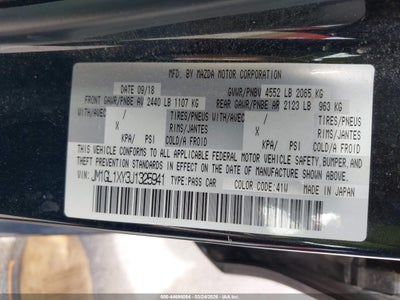 MFD. BY MAZDA MOTOR CORPORATION
DATE 09/18 GVWR/PNBV 4552 LB 2065 KG
FRONT GAWR/PNBE AV 2440 LB 1107 KG REAR GAWR/PNBE AR 2123 LB 963 KG
WITH/AVEC / TIRES/PNEUS WITH/AVEC / TIRES/PNEUS
X RIMS/JANTES X RIMS/JANTES
KPA/ PSI COLD/A FROID KPA/ PSI COLD/A FROID
THIS VEHICLE CONFORMS TO ALL APPLICABLE FEDERAL MOTOR VEHICLE SAFETY, BUMPER, AND
THEFT PREVENTION STANDARDS IN EFFECT ON THE DATE OF MANUFACTURE SHOWN ABOVE.
VIN: JM1GL1XY3J1325941 TYPE:PASS CAR COLOR CODE:41W MADE IN JAPAN